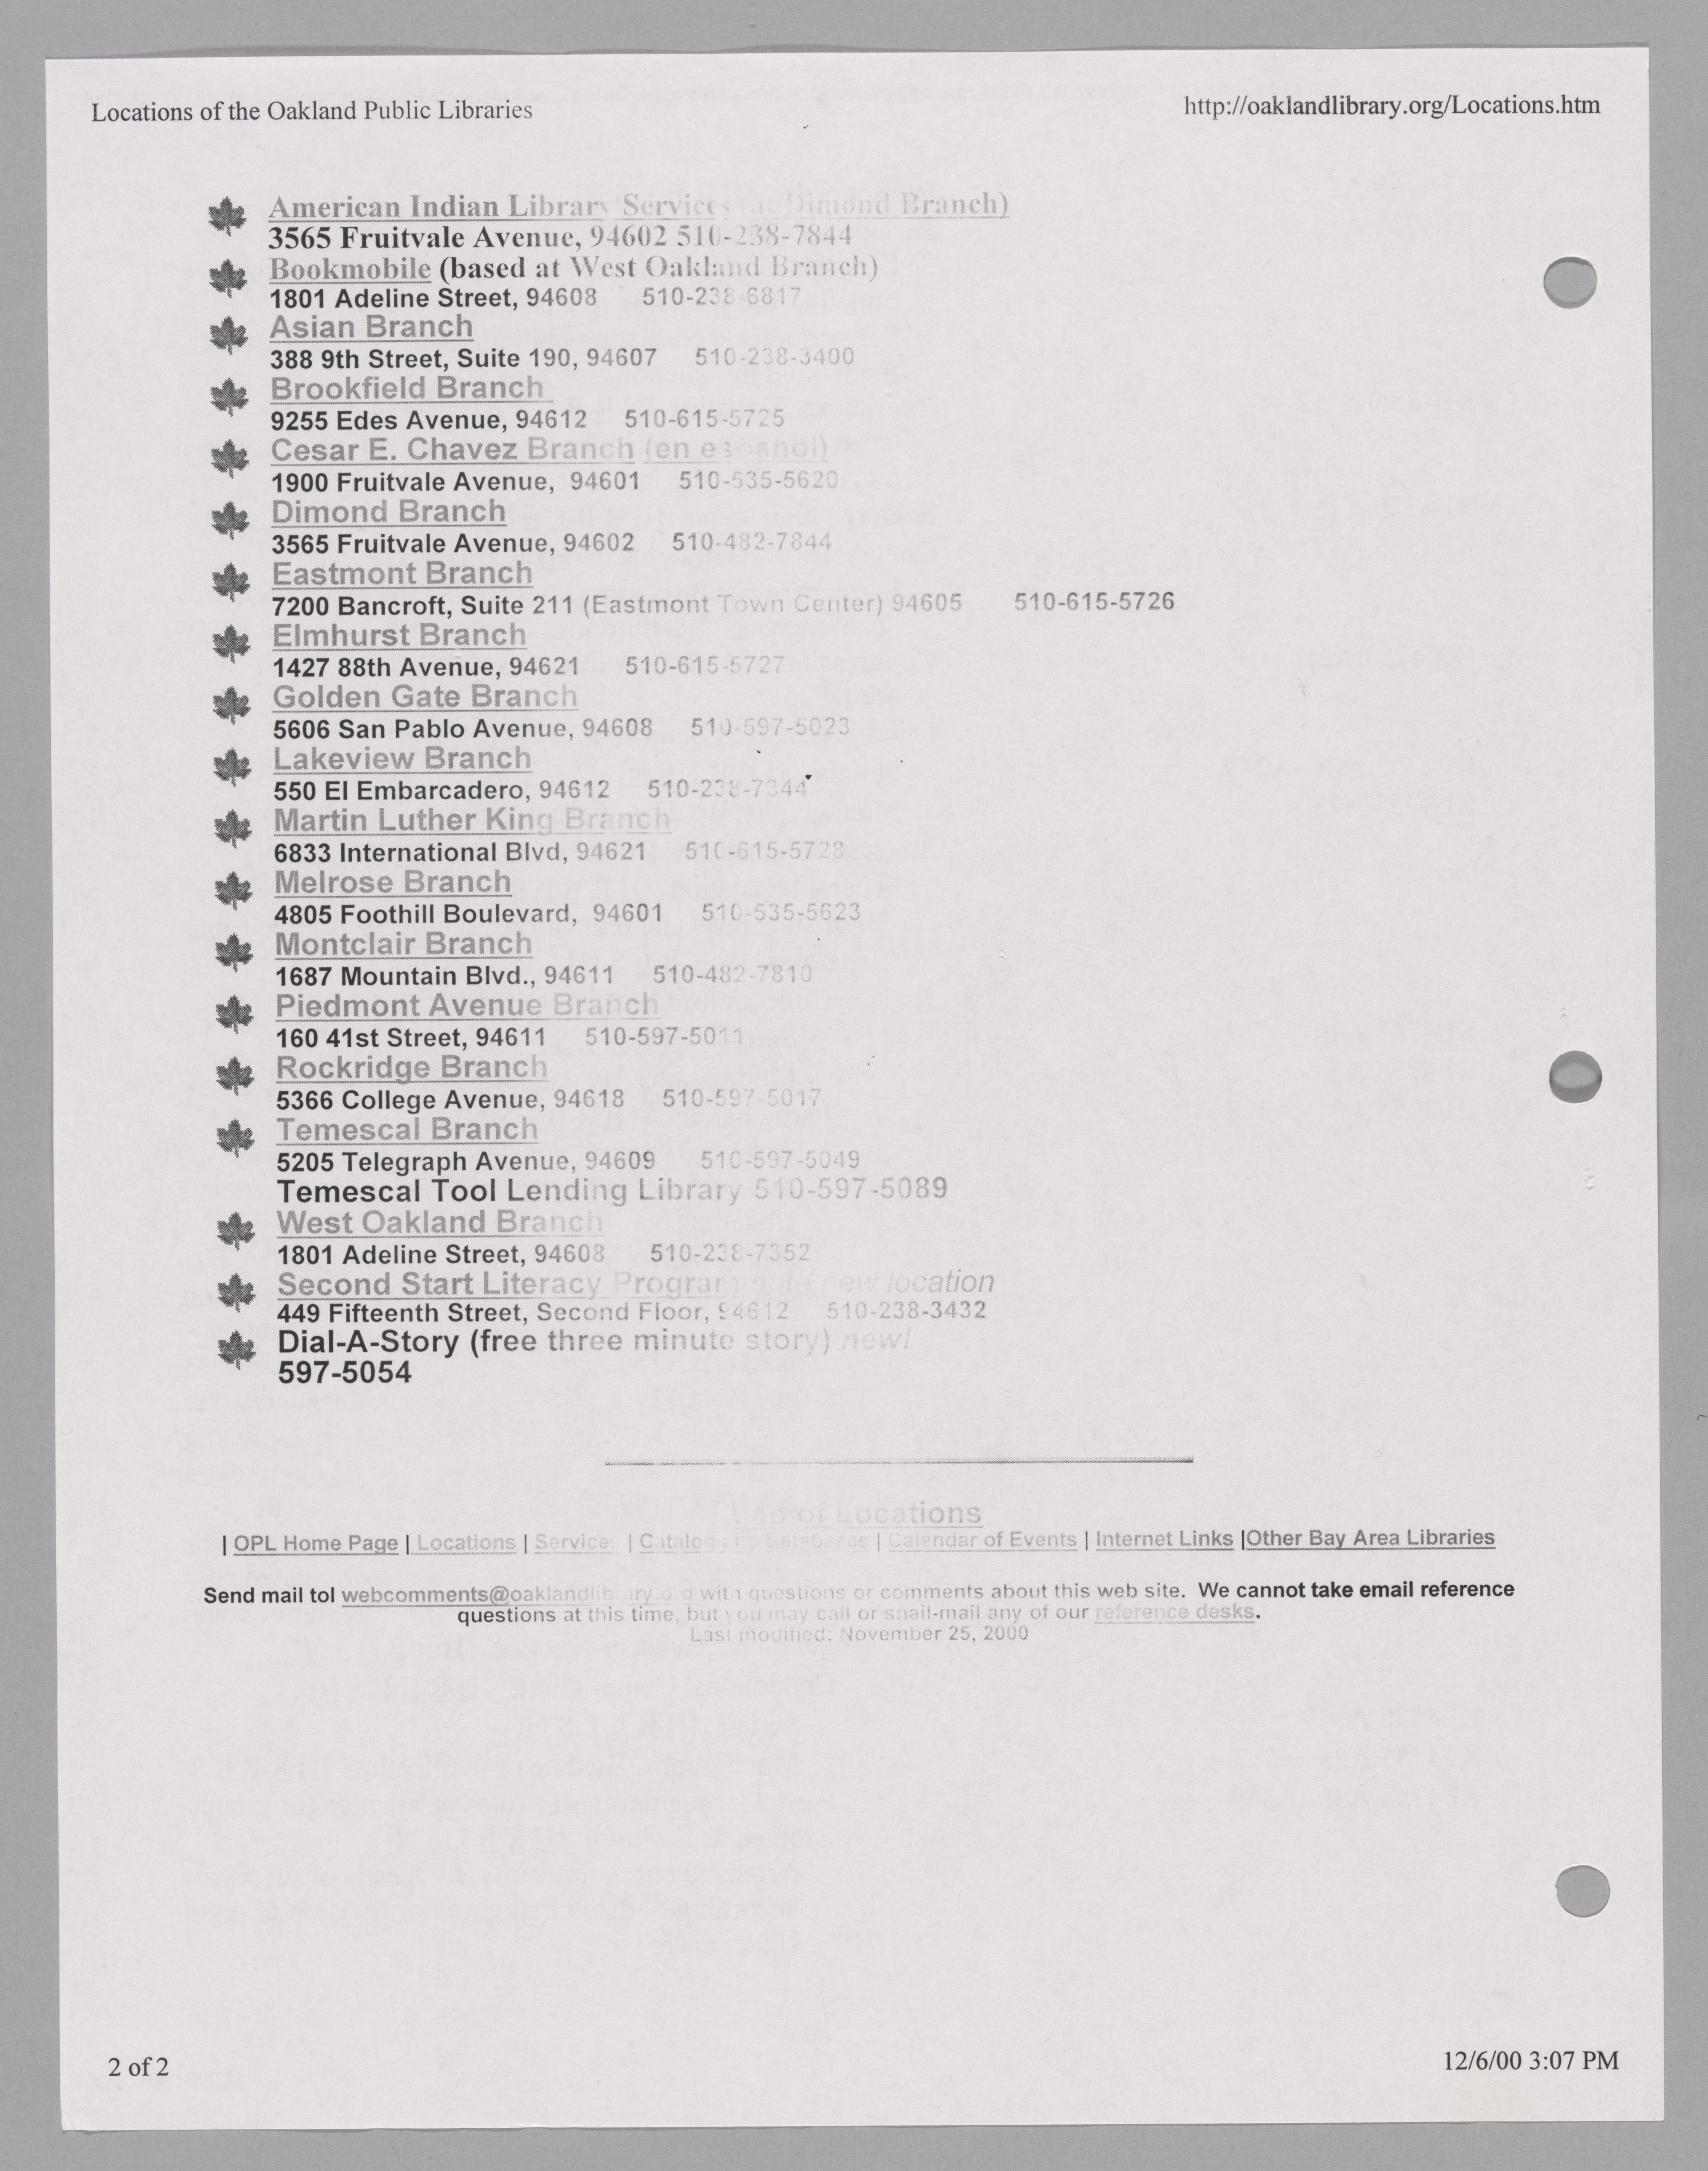 Locations of the Oakland Public Libraries
http://oaklandlibrary.org/Locations.htm
American Indian Library Services (at Dimond Branch)
3565 Fruitvale Avenue, 94602 510-238-7844
Bookmobile (based at West Oakland Branch)
1801 Adeline Street, 94608 510-238-6817
Asian Branch
388 9th Street, Suite 190, 94607 510-238-3400
Brookfield Branch
9255 Edes Avenue, 94612 510-615-5725
Cesar E. Chavez Branch (en espanol)
1900 Fruitvale Avenue, 94601 510-535-5620
Dimond Branch
3565 Fruitvale Avenue, 94602 510-482-7844
Eastmont Branch
7200 Bancroft, Suite 211 (Eastmont Town Center) 94605 510-615-5726
Elmhurst Branch
1427 88th Avenue, 94621 510-615-5727
Golden Gate Branch
5606 San Pablo Avenue, 94608 510-597-5023
Lakeview Branch
550 El Embarcadero, 94612 510-238-7344
Martin Luther King Branch
6833 International Blvd, 94621 510-615-5728
Melrose Branch
4805 Foothill Boulevard, 94601 510-535-5623
Montclair Branch
1687 Mountain Blvd., 94611 510-482-7810
Piedmont Avenue Branch
160 41st Street, 94611 510-597-5011
Rockridge Branch
5366 College Avenue, 94618 510-597-5017
Temescal Branch
5205 Telegraph Avenue, 94609 510-597-5049
Temescal Tool Lending Library 510-597-5089
West Oakland Branch
1801 Adeline Street, 94608 510-238-7352
Second Start Literacy Program note new location
449 Fifteenth Street, Second Floor, 94612 510-238-3432
Dial-A-Story (free three minute story) new!
597-5054
Map of Locations
| OPL Home Page | Locations | Services | Catalog and Databases | Calendar of Events | Internet Links |Other Bay Area Libraries
Send mail tol webcomments@oaklandlibrary.org with questions or comments about this web site. We cannot take email reference
questions at this time, but you may call or snail-mail any of our reference desks.
Last modified: November 25, 2000
2 of 2
12/6/00 3:07 PM